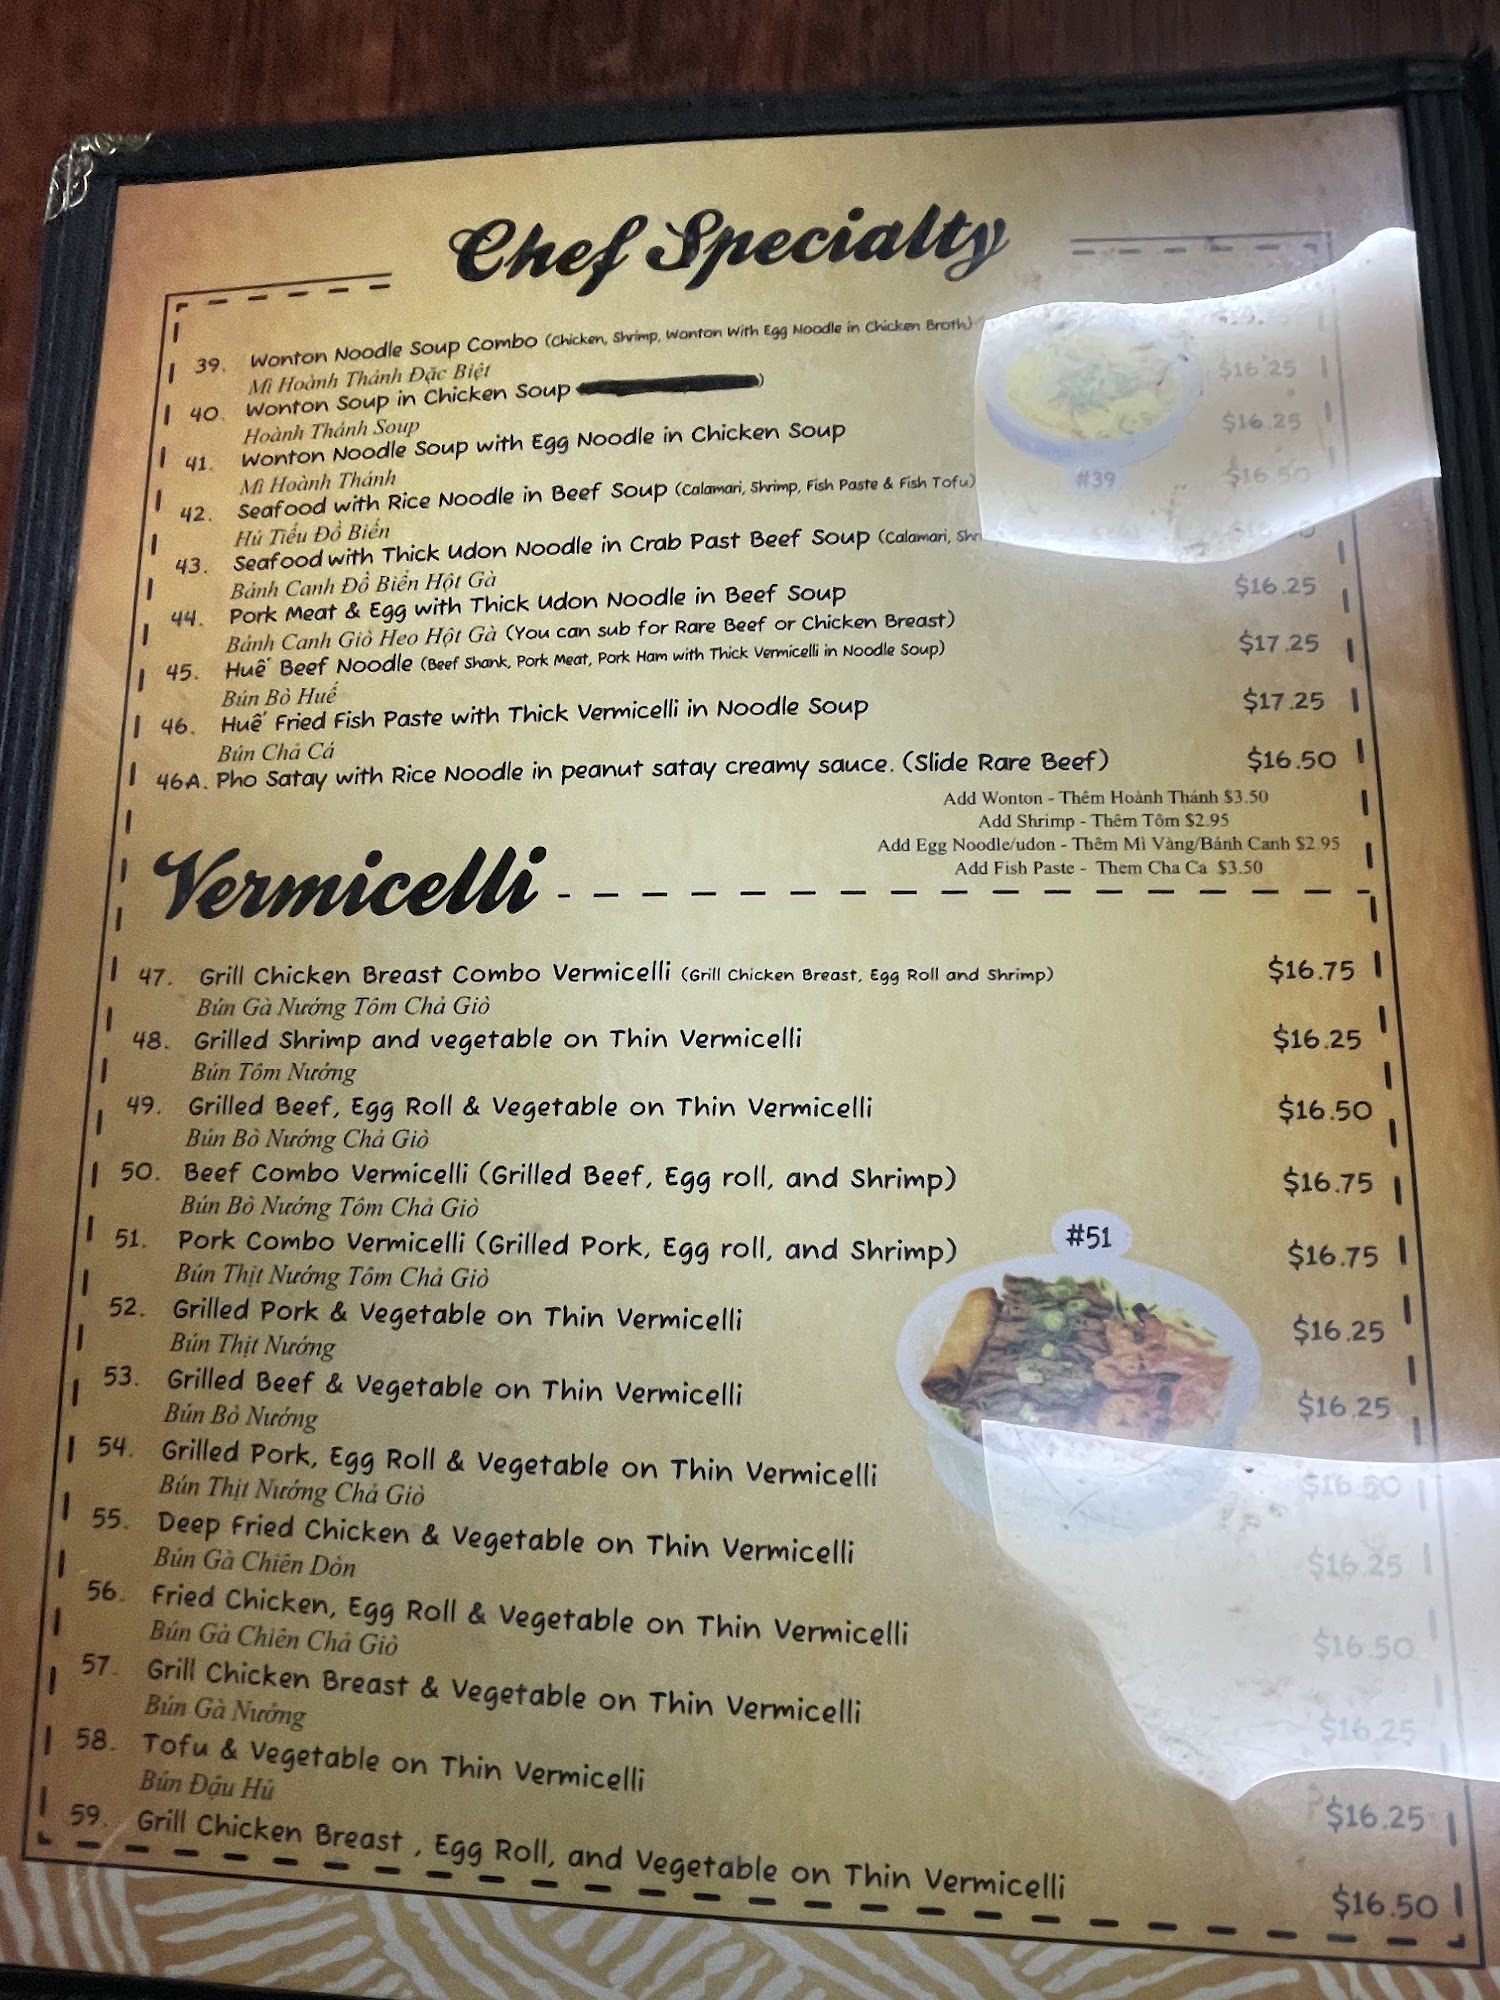 Chef Specialty
39. Wonton Noodle Soup Combo (Chicken, Shrimp, Wonton With Egg Noodle in Chicken Broth)
Mì Hoành Thánh Đặc Biệt
40. Wonton Soup in Chicken Soup ) $16.25
Hoành Thánh Soup
41. Wonton Noodle Soup with Egg Noodle in Chicken Soup $16.25
Mì Hoành Thánh
#39
42. Seafood with Rice Noodle in Beef Soup (Calamari, Shrimp, Fish Paste & Fish Tofu) $16.50
Hủ Tiếu Đồ Biển
43. Seafood with Thick Udon Noodle in Crab Past Beef Soup (Calamari,
Bánh Canh Đồ Biển Hột Gà
44. Pork Meat & Egg with Thick Udon Noodle in Beef Soup $16.25
Bánh Canh Giò Heo Hột Gà (You can sub for Rare Beef or Chicken Breast)
45. Huế Beef Noodle (Beef Shank, Pork Meat, Pork Ham with Thick Vermicelli in Noodle Soup) $17.25
Bún Bò Huế
46. Huế Fried Fish Paste with Thick Vermicelli in Noodle Soup $17.25
Bún Chả Cá
46A. Pho Satay with Rice Noodle in peanut satay creamy sauce. (Slide Rare Beef) $16.50
Add Wonton - Thêm Hoành Thánh $3.50
Add Shrimp - Thêm Tôm $2.95
Add Egg Noodle/udon - Thêm Mì Vàng/Bánh Canh $2.95
Add Fish Paste - Them Cha Ca $3.50
Vermicelli
47. Grill Chicken Breast Combo Vermicelli (Grill Chicken Breast, Egg Roll and Shrimp) $16.75
Bún Gà Nướng Tôm Chả Giò
48. Grilled Shrimp and vegetable on Thin Vermicelli $16.25
Bún Tôm Nướng
49. Grilled Beef, Egg Roll & Vegetable on Thin Vermicelli $16.50
Bún Bò Nướng Chả Giò
50. Beef Combo Vermicelli (Grilled Beef, Egg roll, and Shrimp) $16.75
Bún Bò Nướng Tôm Chả Giò
#51
51. Pork Combo Vermicelli (Grilled Pork, Egg roll, and Shrimp) $16.75
Bún Thịt Nướng Tôm Chả Giò
52. Grilled Pork & Vegetable on Thin Vermicelli $16.25
Bún Thịt Nướng
53. Grilled Beef & Vegetable on Thin Vermicelli $16.25
Bún Bò Nướng
54. Grilled Pork, Egg Roll & Vegetable on Thin Vermicelli $16.50
Bún Thịt Nướng Chả Giò
55. Deep Fried Chicken & Vegetable on Thin Vermicelli $16.25
Bún Gà Chiên Dòn
56. Fried Chicken, Egg Roll & Vegetable on Thin Vermicelli $16.50
Bún Gà Chiên Chả Giò
57. Grill Chicken Breast & Vegetable on Thin Vermicelli $16.25
Bún Gà Nướng
58. Tofu & Vegetable on Thin Vermicelli $16.25
Bún Đậu Hủ
59. Grill Chicken Breast , Egg Roll, and Vegetable on Thin Vermicelli $16.50